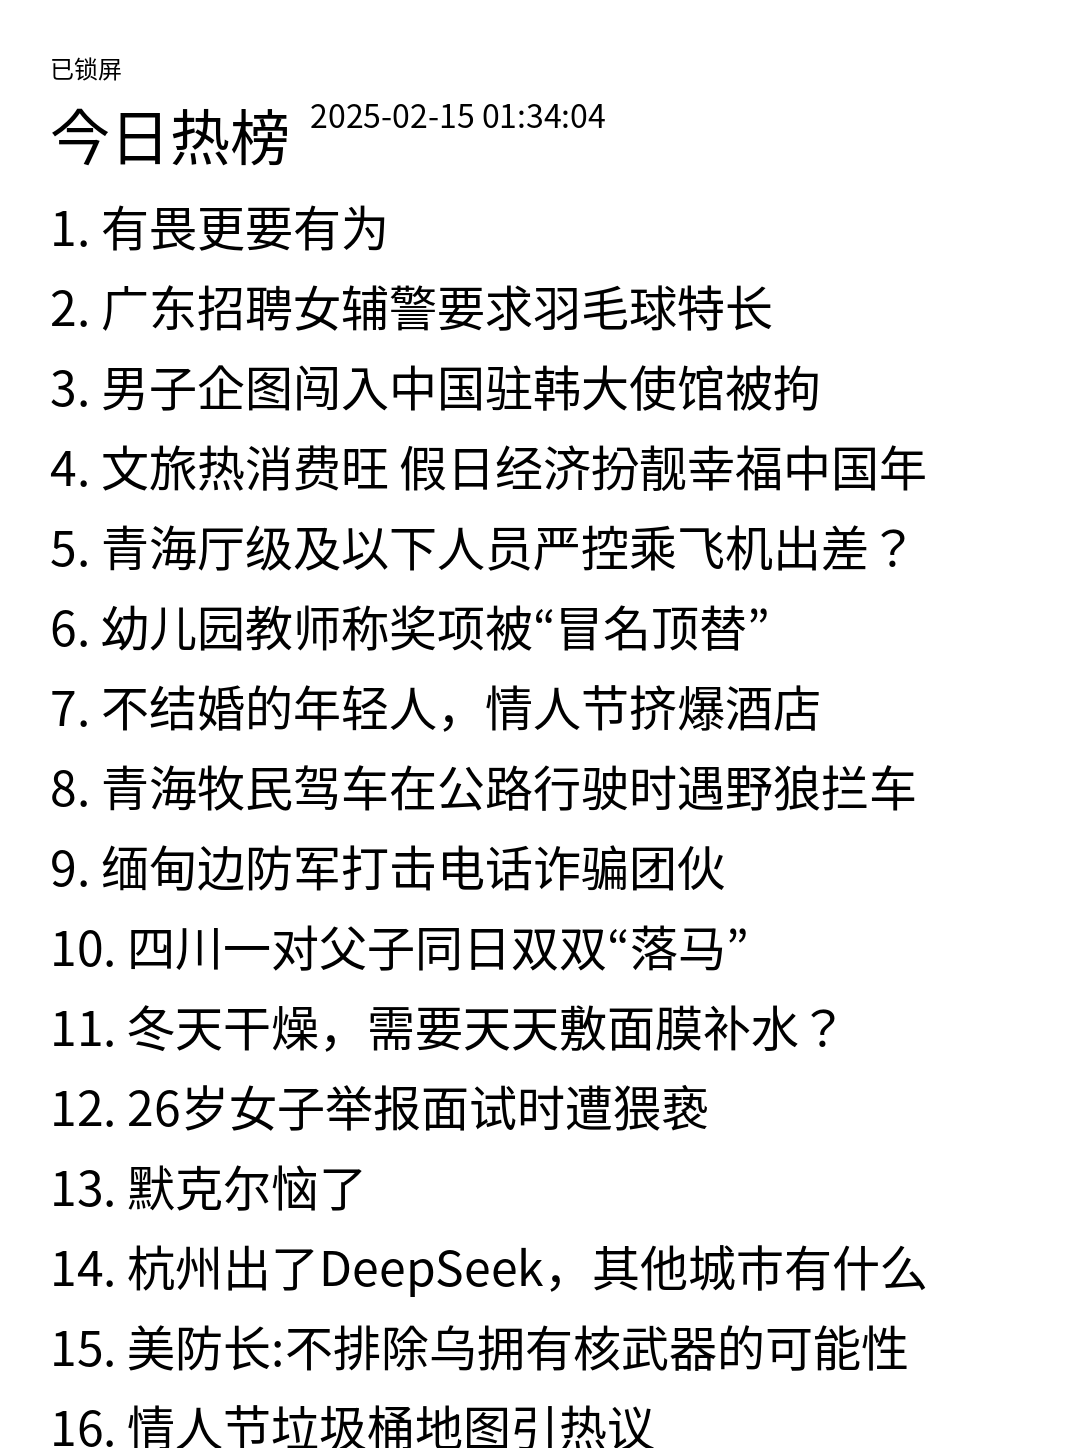 已锁屏
今日热榜 2025-02-15 01:34:04
1. 有畏更要有为
2. 广东招聘女辅警要求羽毛球特长
3. 男子企图闯入中国驻韩大使馆被拘
4. 文旅热消费旺 假日经济扮靓幸福中国年
5. 青海厅级及以下人员严控乘飞机出差？
6. 幼儿园教师称奖项被“冒名顶替”
7. 不结婚的年轻人，情人节挤爆酒店
8. 青海牧民驾车在公路行驶时遇野狼拦车
9. 缅甸边防军打击电话诈骗团伙
10. 四川一对父子同日双双“落马”
11. 冬天干燥，需要天天敷面膜补水？
12. 26岁女子举报面试时遭猥亵
13. 默克尔恼了
14. 杭州出了DeepSeek，其他城市有什么
15. 美防长:不排除乌拥有核武器的可能性
16. 情人节垃圾桶地图引热议